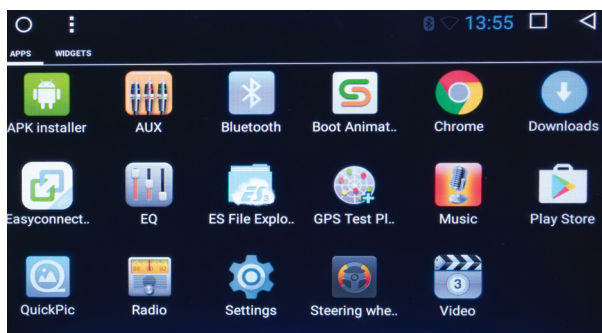 13:55
APPS WIDGETS
APK installer AUX Bluetooth Boot Animat.. Chrome Downloads
Easyconnect.. EQ ES File Explo.. GPS Test Pl.. Music Play Store
QuickPic Radio Settings Steering whe.. Video